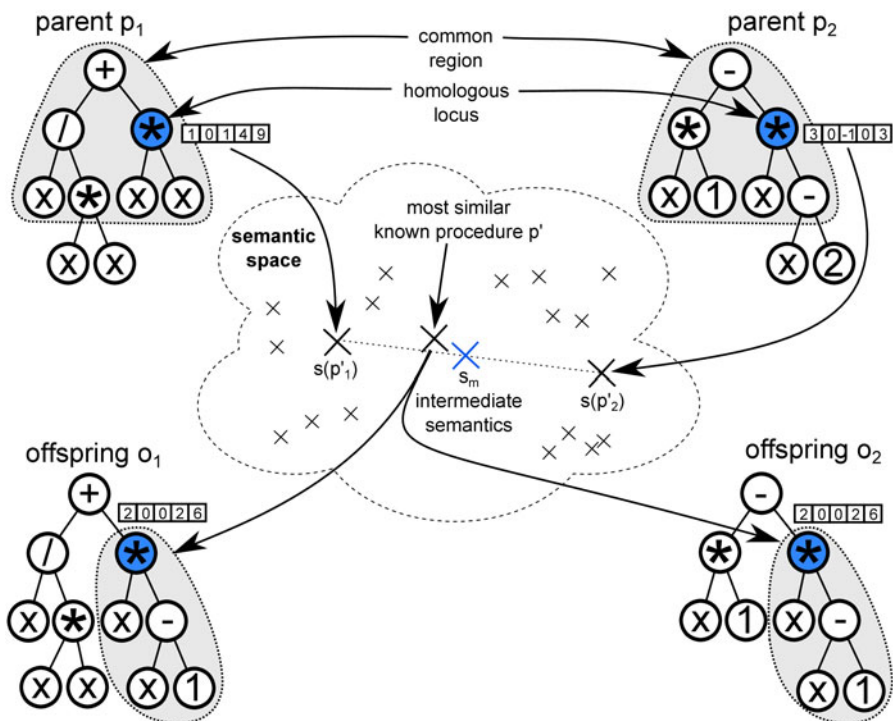 parent p1
common
region
parent p2
homologous
locus
+
/
*
1 0 1 4 9
x
*
x
x
x
x
-
*
*
3 0 -1 0 3
x
1
x
-
x
2
semantic
space
most similar
known procedure p'
s(p'1)
sm
intermediate
semantics
s(p'2)
offspring o1
+
2 0 0 2 6
/
*
x
*
x
-
x
x
x
1
offspring o2
-
2 0 0 2 6
*
*
x
1
x
-
x
1